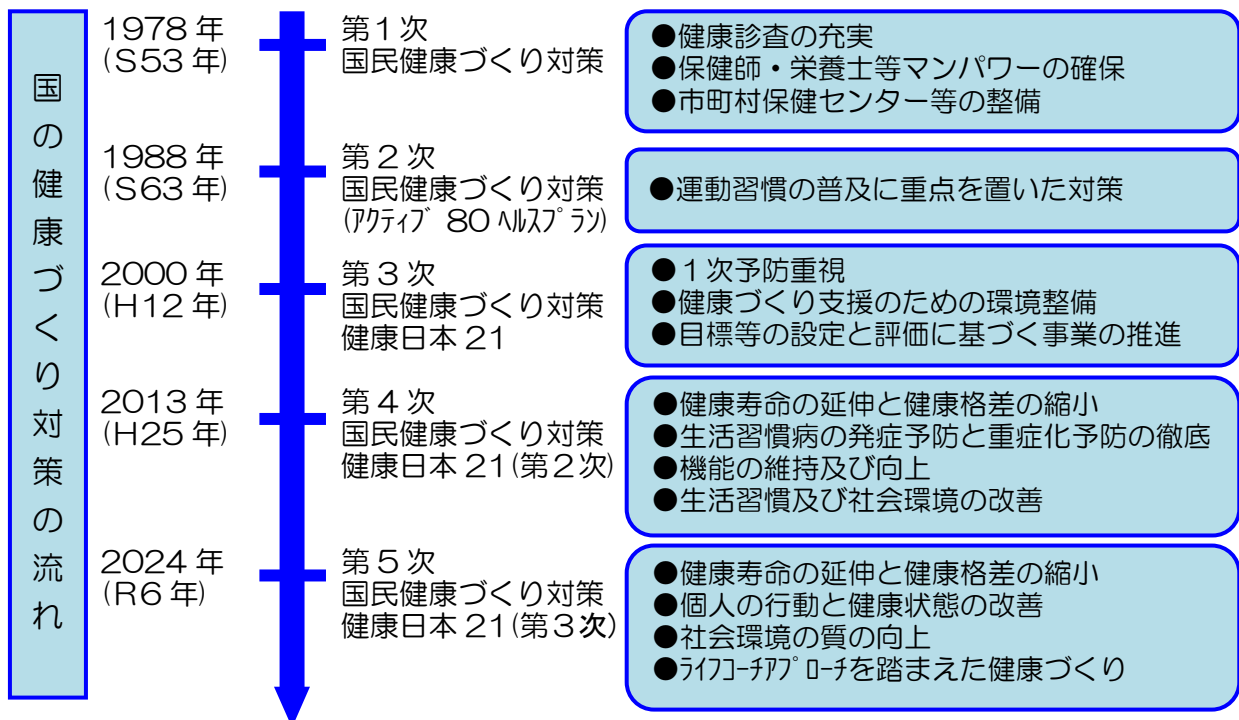 国の健康づくり対策の流れ
1978年
(S53年)
第1次
国民健康づくり対策
●健康診査の充実
●保健師・栄養士等マンパワーの確保
●市町村保健センター等の整備
1988年
(S63年)
第2次
国民健康づくり対策
(ｱｸﾃｨﾌﾞ 80 ﾍﾙｽﾌﾟﾗﾝ)
●運動習慣の普及に重点を置いた対策
2000年
(H12年)
第3次
国民健康づくり対策
健康日本21
●1次予防重視
●健康づくり支援のための環境整備
●目標等の設定と評価に基づく事業の推進
2013年
(H25年)
第4次
国民健康づくり対策
健康日本21(第2次)
●健康寿命の延伸と健康格差の縮小
●生活習慣病の発症予防と重症化予防の徹底
●機能の維持及び向上
●生活習慣及び社会環境の改善
2024年
(R6年)
第5次
国民健康づくり対策
健康日本21(第3次)
●健康寿命の延伸と健康格差の縮小
●個人の行動と健康状態の改善
●社会環境の質の向上
●ﾗｲﾌｺｰﾁｱﾌﾟﾛｰﾁを踏まえた健康づくり